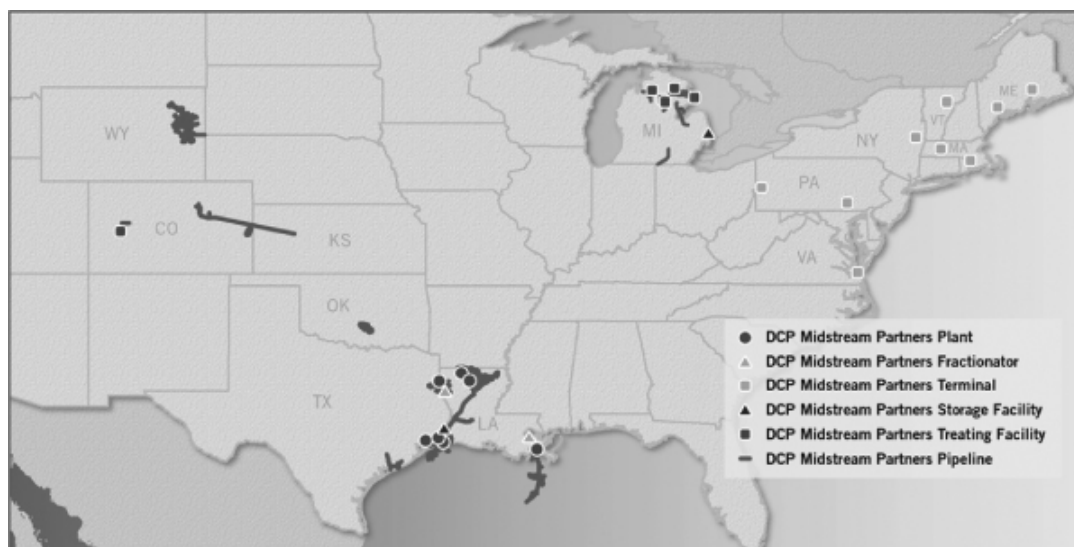 ME
VT
WY
MI
NY
MA
PA
CO
KS
VA
OK
TX
LA
DCP Midstream Partners Plant
DCP Midstream Partners Fractionator
DCP Midstream Partners Terminal
DCP Midstream Partners Storage Facility
DCP Midstream Partners Treating Facility
DCP Midstream Partners Pipeline